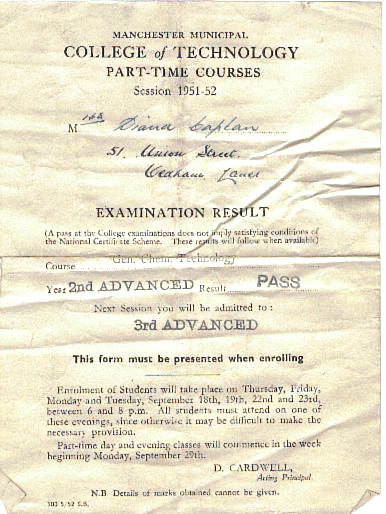 MANCHESTER MUNICIPAL
COLLEGE of TECHNOLOGY
PART-TIME COURSES
Session 1951-52
Miss Diana Caplan
51, Union Street.
Oldham, Lancs
EXAMINATION RESULT
(A pass at the College examinations does not imply satisfying conditions of
the National Certificate Scheme. These results will follow when available)
Course Gen. Chem. Technology
Year 2nd ADVANCED Result PASS
Next Session you will be admitted to :
3rd ADVANCED
This form must be presented when enrolling
Enrolment of Students will take place on Thursday, Friday,
Monday and Tuesday, September 18th, 19th, 22nd and 23rd,
between 6 and 8 p.m. All students must attend on one of
these evenings, since otherwise it may be difficult to make the
necessary provision.
Part-time day and evening classes will commence in the week
beginning Monday, September 29th.
D. CARDWELL,
Acting Principal.
N.B Details of marks obtained cannot be given.
500 5/52 S.B.